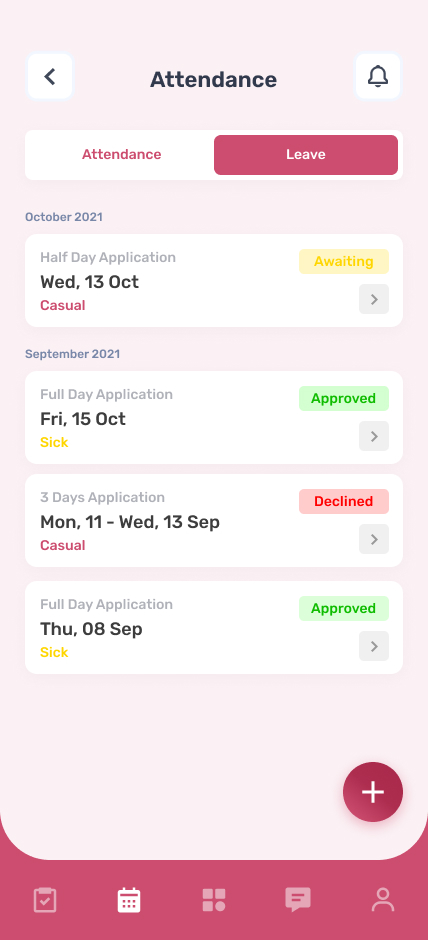 Attendance
Attendance
Leave
October 2021
Half Day Application
Awaiting
Wed, 13 Oct
Casual
September 2021
Full Day Application
Approved
Fri, 15 Oct
Sick
3 Days Application
Declined
Mon, 11 - Wed, 13 Sep
Casual
Full Day Application
Approved
Thu, 08 Sep
Sick